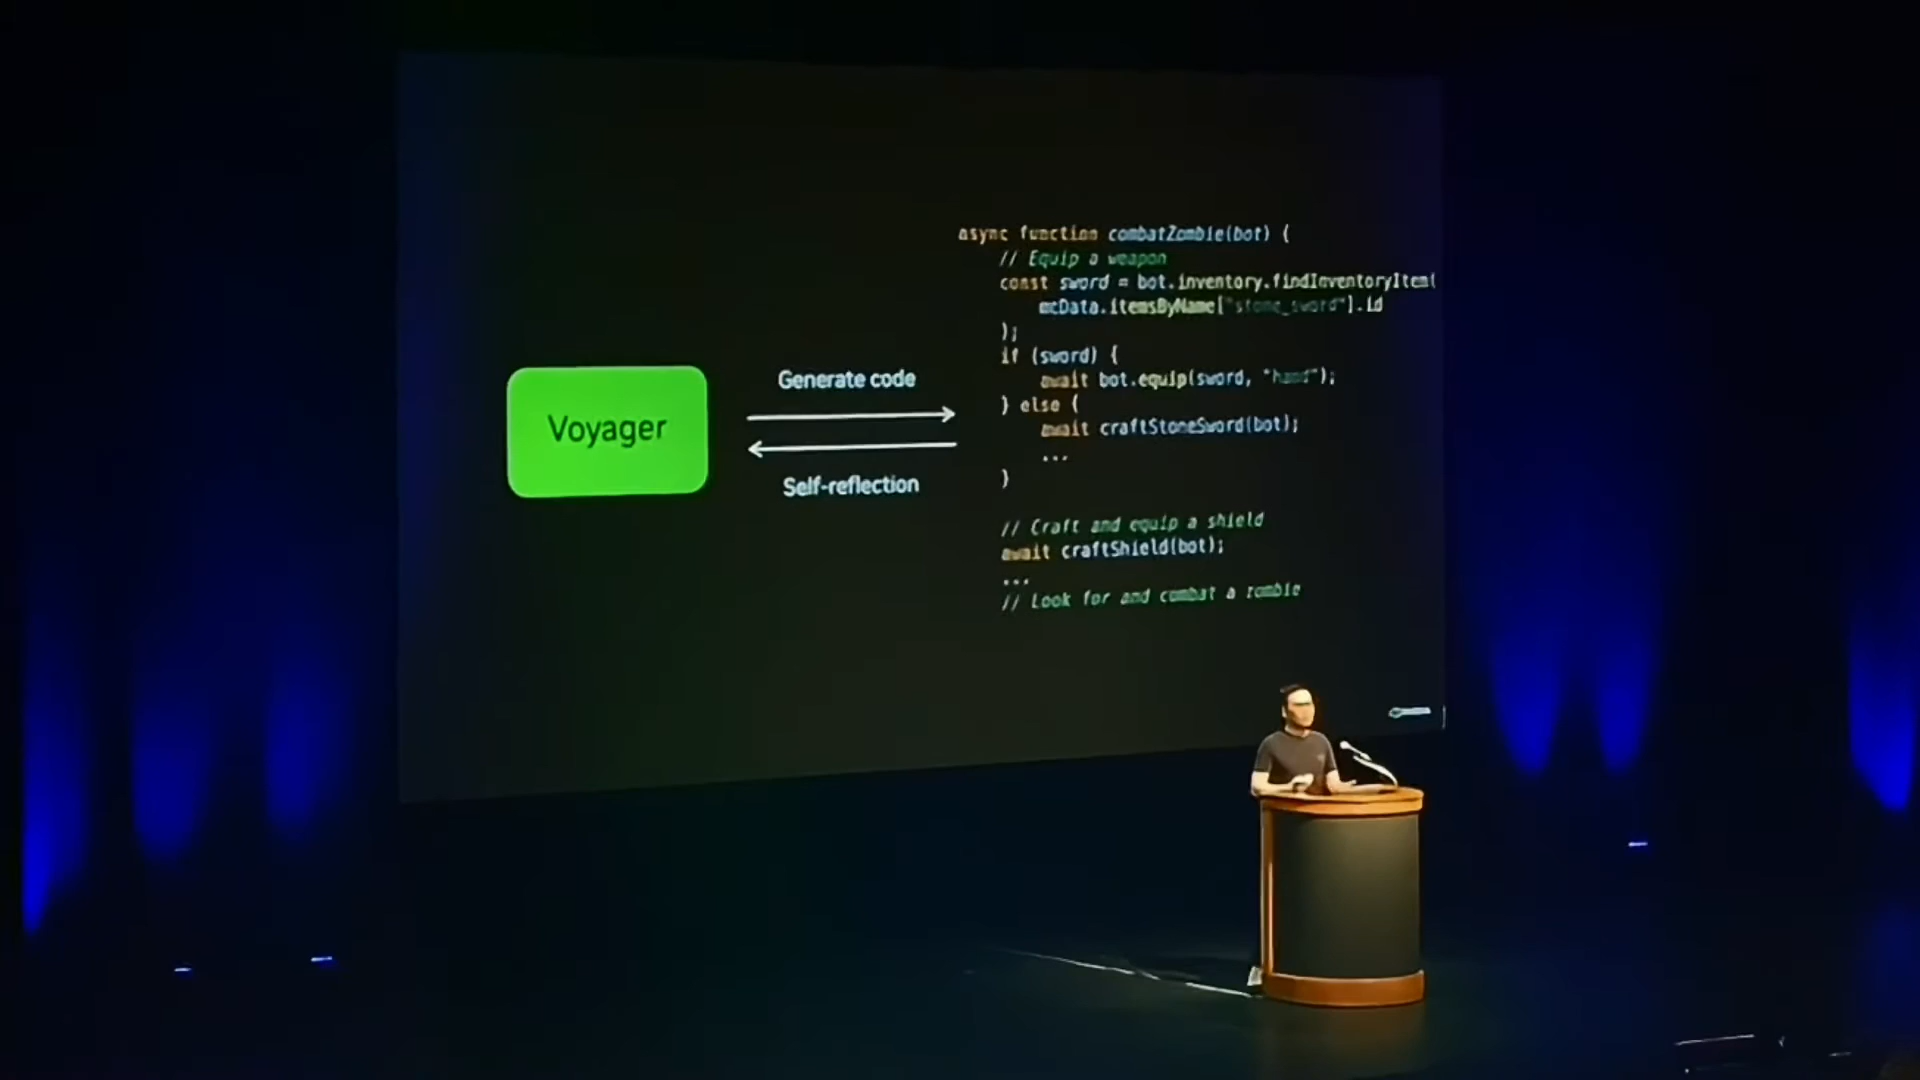 async function combatZombie(bot) {
// Equip a weapon
const sword = bot.inventory.findInventoryItem(
mcData.itemsByName["stone_sword"].id
);
if (sword) {
await bot.equip(sword, "hand");
} else {
await craftStoneSword(bot);
...
}
// Craft and equip a shield
await craftShield(bot);
...
// Look for and combat a zombie
Voyager
Generate code
Self-reflection